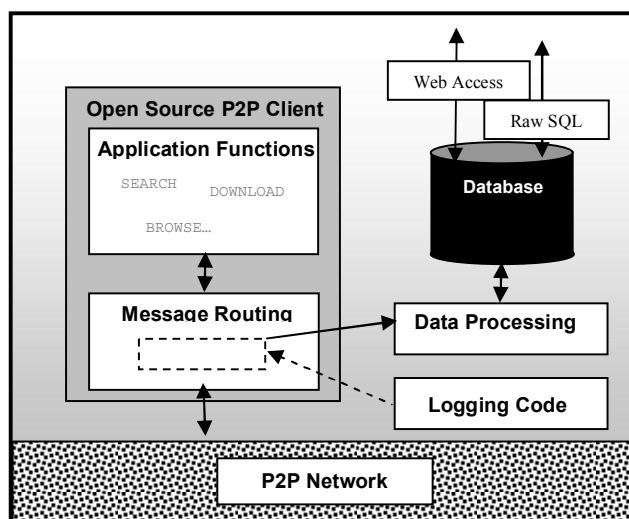 Web Access
Raw SQL
Open Source P2P Client
Application Functions
SEARCH
DOWNLOAD
BROWSE…
Database
Message Routing
Data Processing
Logging Code
P2P Network